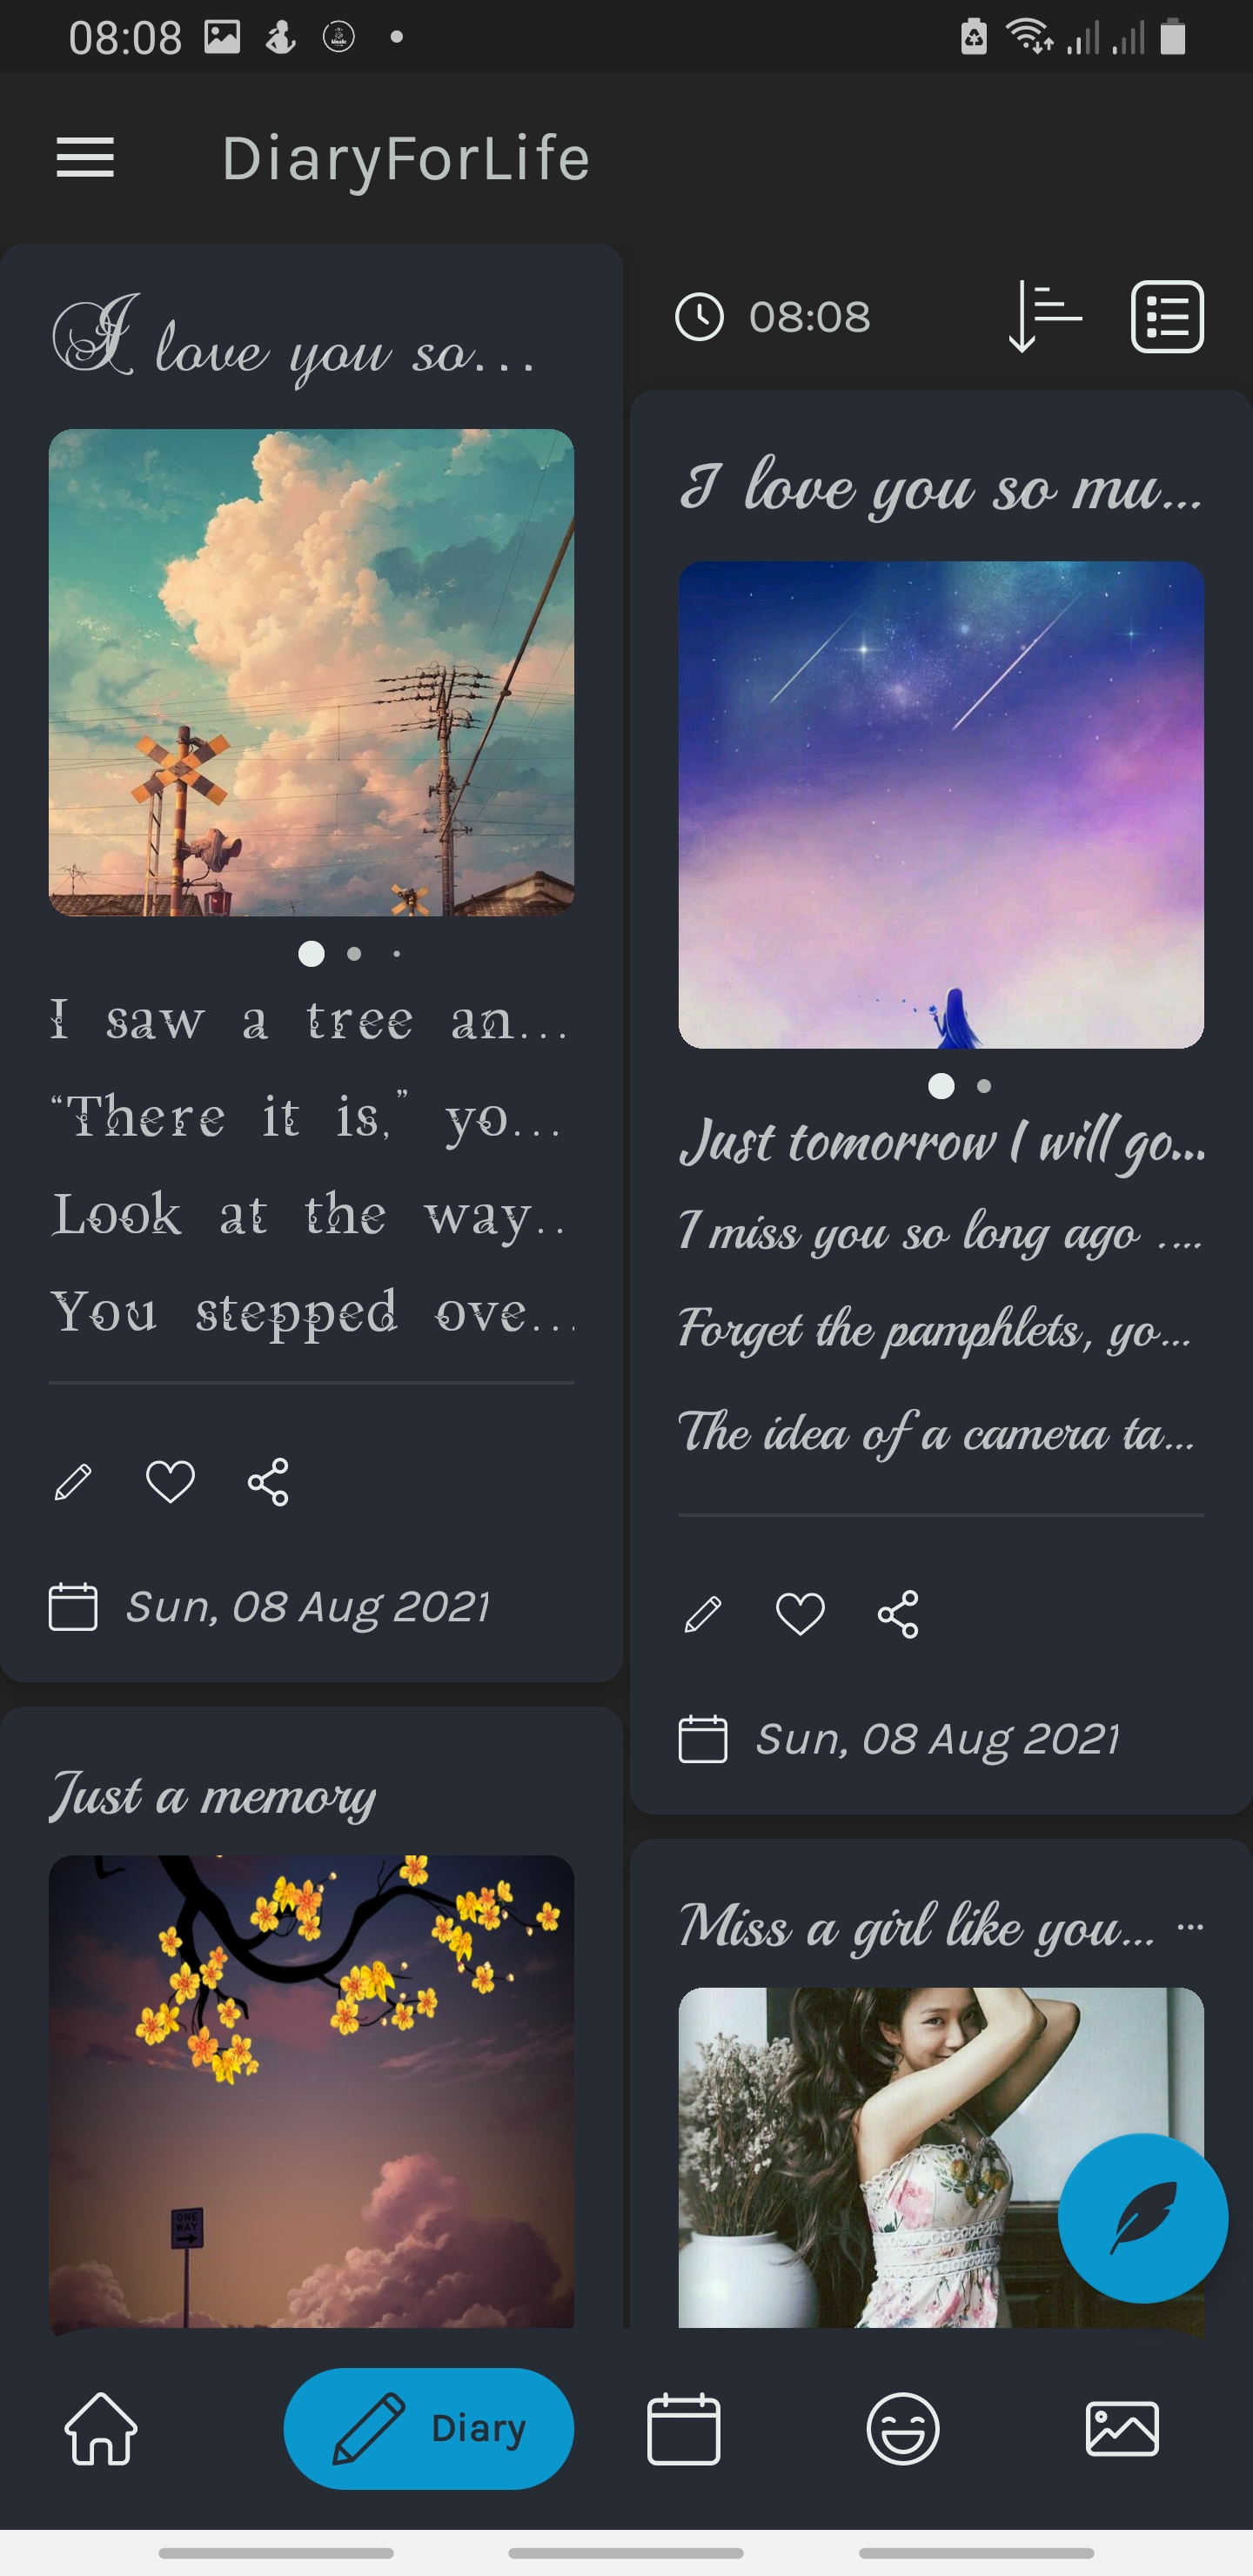 08:08
DiaryForLife
I love you so...
I saw a tree an...
“There it is,” yo...
Look at the way..
You stepped ove...
Sun, 08 Aug 2021
Just a memory
ONE
WAY
08:08
I love you so mu...
Just tomorrow I will go...
I miss you so long ago ....
Forget the pamphlets, yo...
The idea of a camera ta...
Sun, 08 Aug 2021
Miss a girl like you... ...
Diary